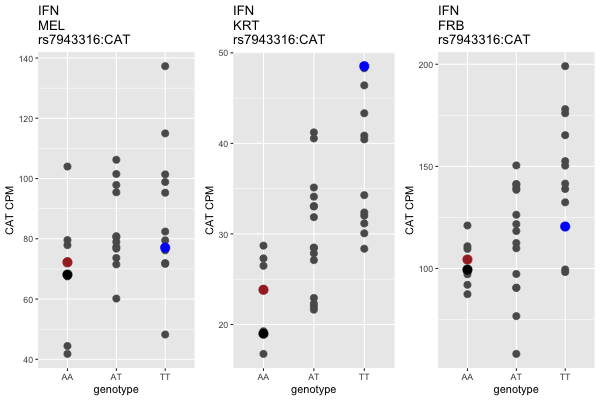 IFN
MEL
rs7943316:CAT
140
120
100
80
60
40
CAT CPM
AA
AT
TT
genotype
IFN
KRT
rs7943316:CAT
50
40
30
20
CAT CPM
AA
AT
TT
genotype
IFN
FRB
rs7943316:CAT
200
150
100
CAT CPM
AA
AT
TT
genotype